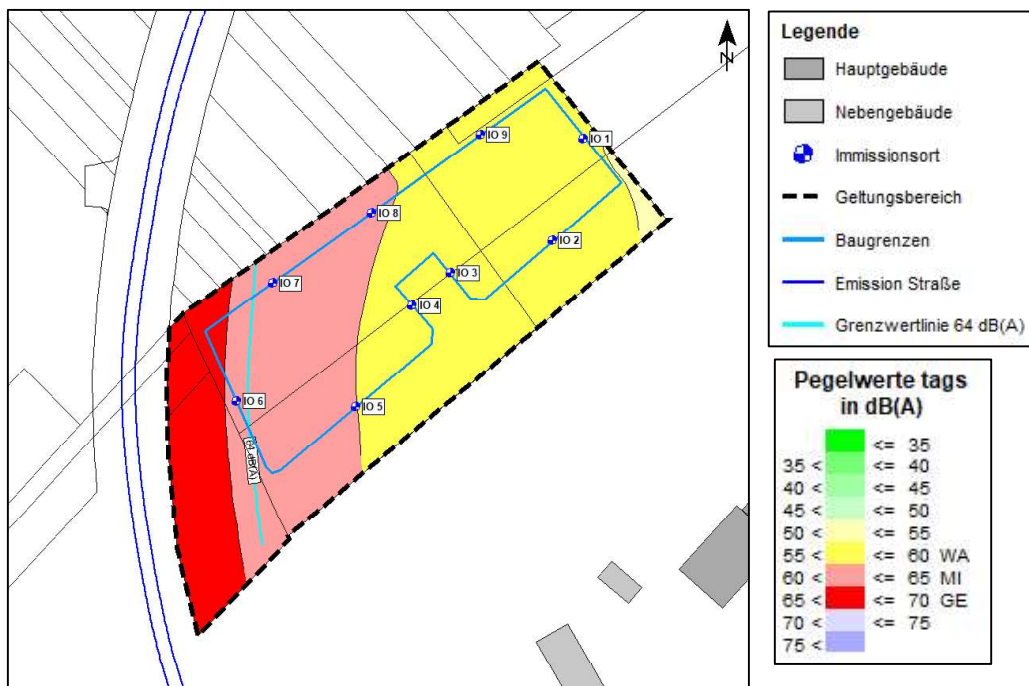 N
IO 9
IO 1
IO 8
IO 2
IO 3
IO 7
IO 4
IO 6
IO 5
64 dB(A)
Legende
Hauptgebäude
Nebengebäude
Immissionsort
Geltungsbereich
Baugrenzen
Emission Straße
Grenzwertlinie 64 dB(A)
Pegelwerte tags
in dB(A)
<= 35
35 < <= 40
40 < <= 45
45 < <= 50
50 < <= 55
55 < <= 60 WA
60 < <= 65 MI
65 < <= 70 GE
70 < <= 75
75 <